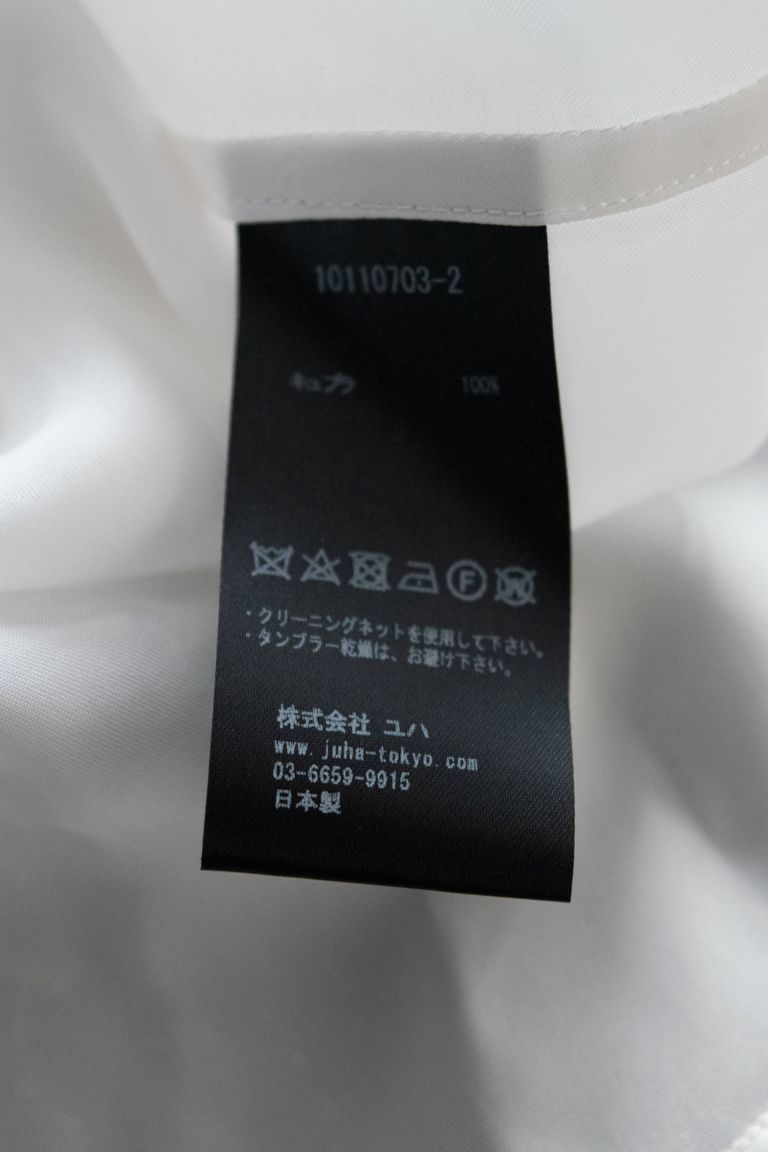 10110703-2
キュプラ 100%
F W
・クリーニングネットを使用して下さい。
・タンブラー乾燥は、お避け下さい。
株式会社 ユハ
www.juha-tokyo.com
03-6659-9915
日本製